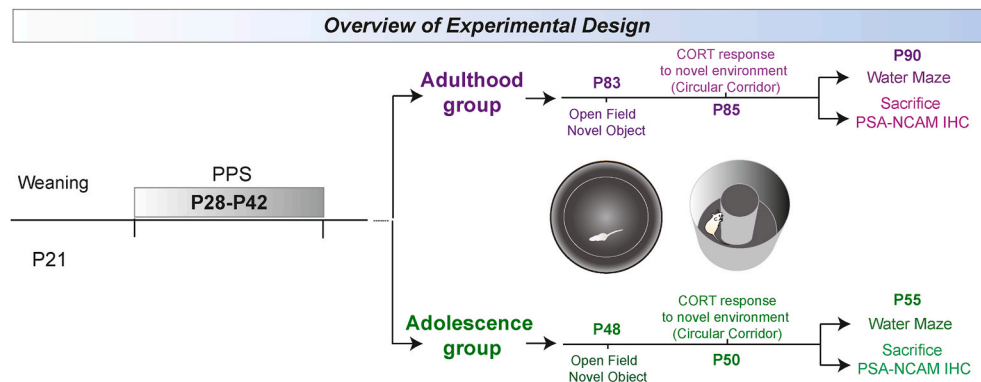 Overview of Experimental Design
Weaning
P21
PPS
P28-P42
Adulthood
group
P83
Open Field
Novel Object
CORT response
to novel environment
(Circular Corridor)
P85
P90
Water Maze
Sacrifice
PSA-NCAM IHC
Adolescence
group
P48
Open Field
Novel Object
CORT response
to novel environment
(Circular Corridor)
P50
P55
Water Maze
Sacrifice
PSA-NCAM IHC